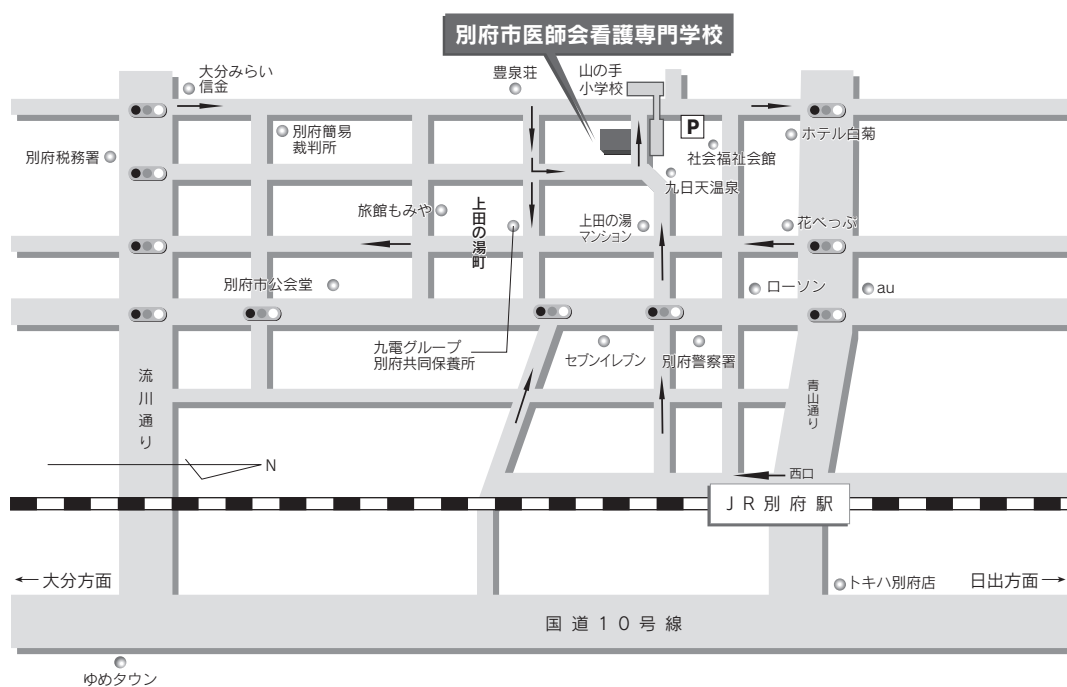 別府市医師会看護専門学校
大分みらい
信金
豊泉荘
山の手
小学校
P
別府簡易
裁判所
ホテル白菊
別府税務署
社会福祉会館
九日天温泉
旅館もみや
上田の湯町
上田の湯
マンション
花べっぷ
別府市公会堂
ローソン
au
九電グループ
別府共同保養所
セブンイレブン
別府警察署
流川通り
青山通り
N
西口
JR別府駅
←大分方面
トキハ別府店
日出方面→
国道10号線
ゆめタウン